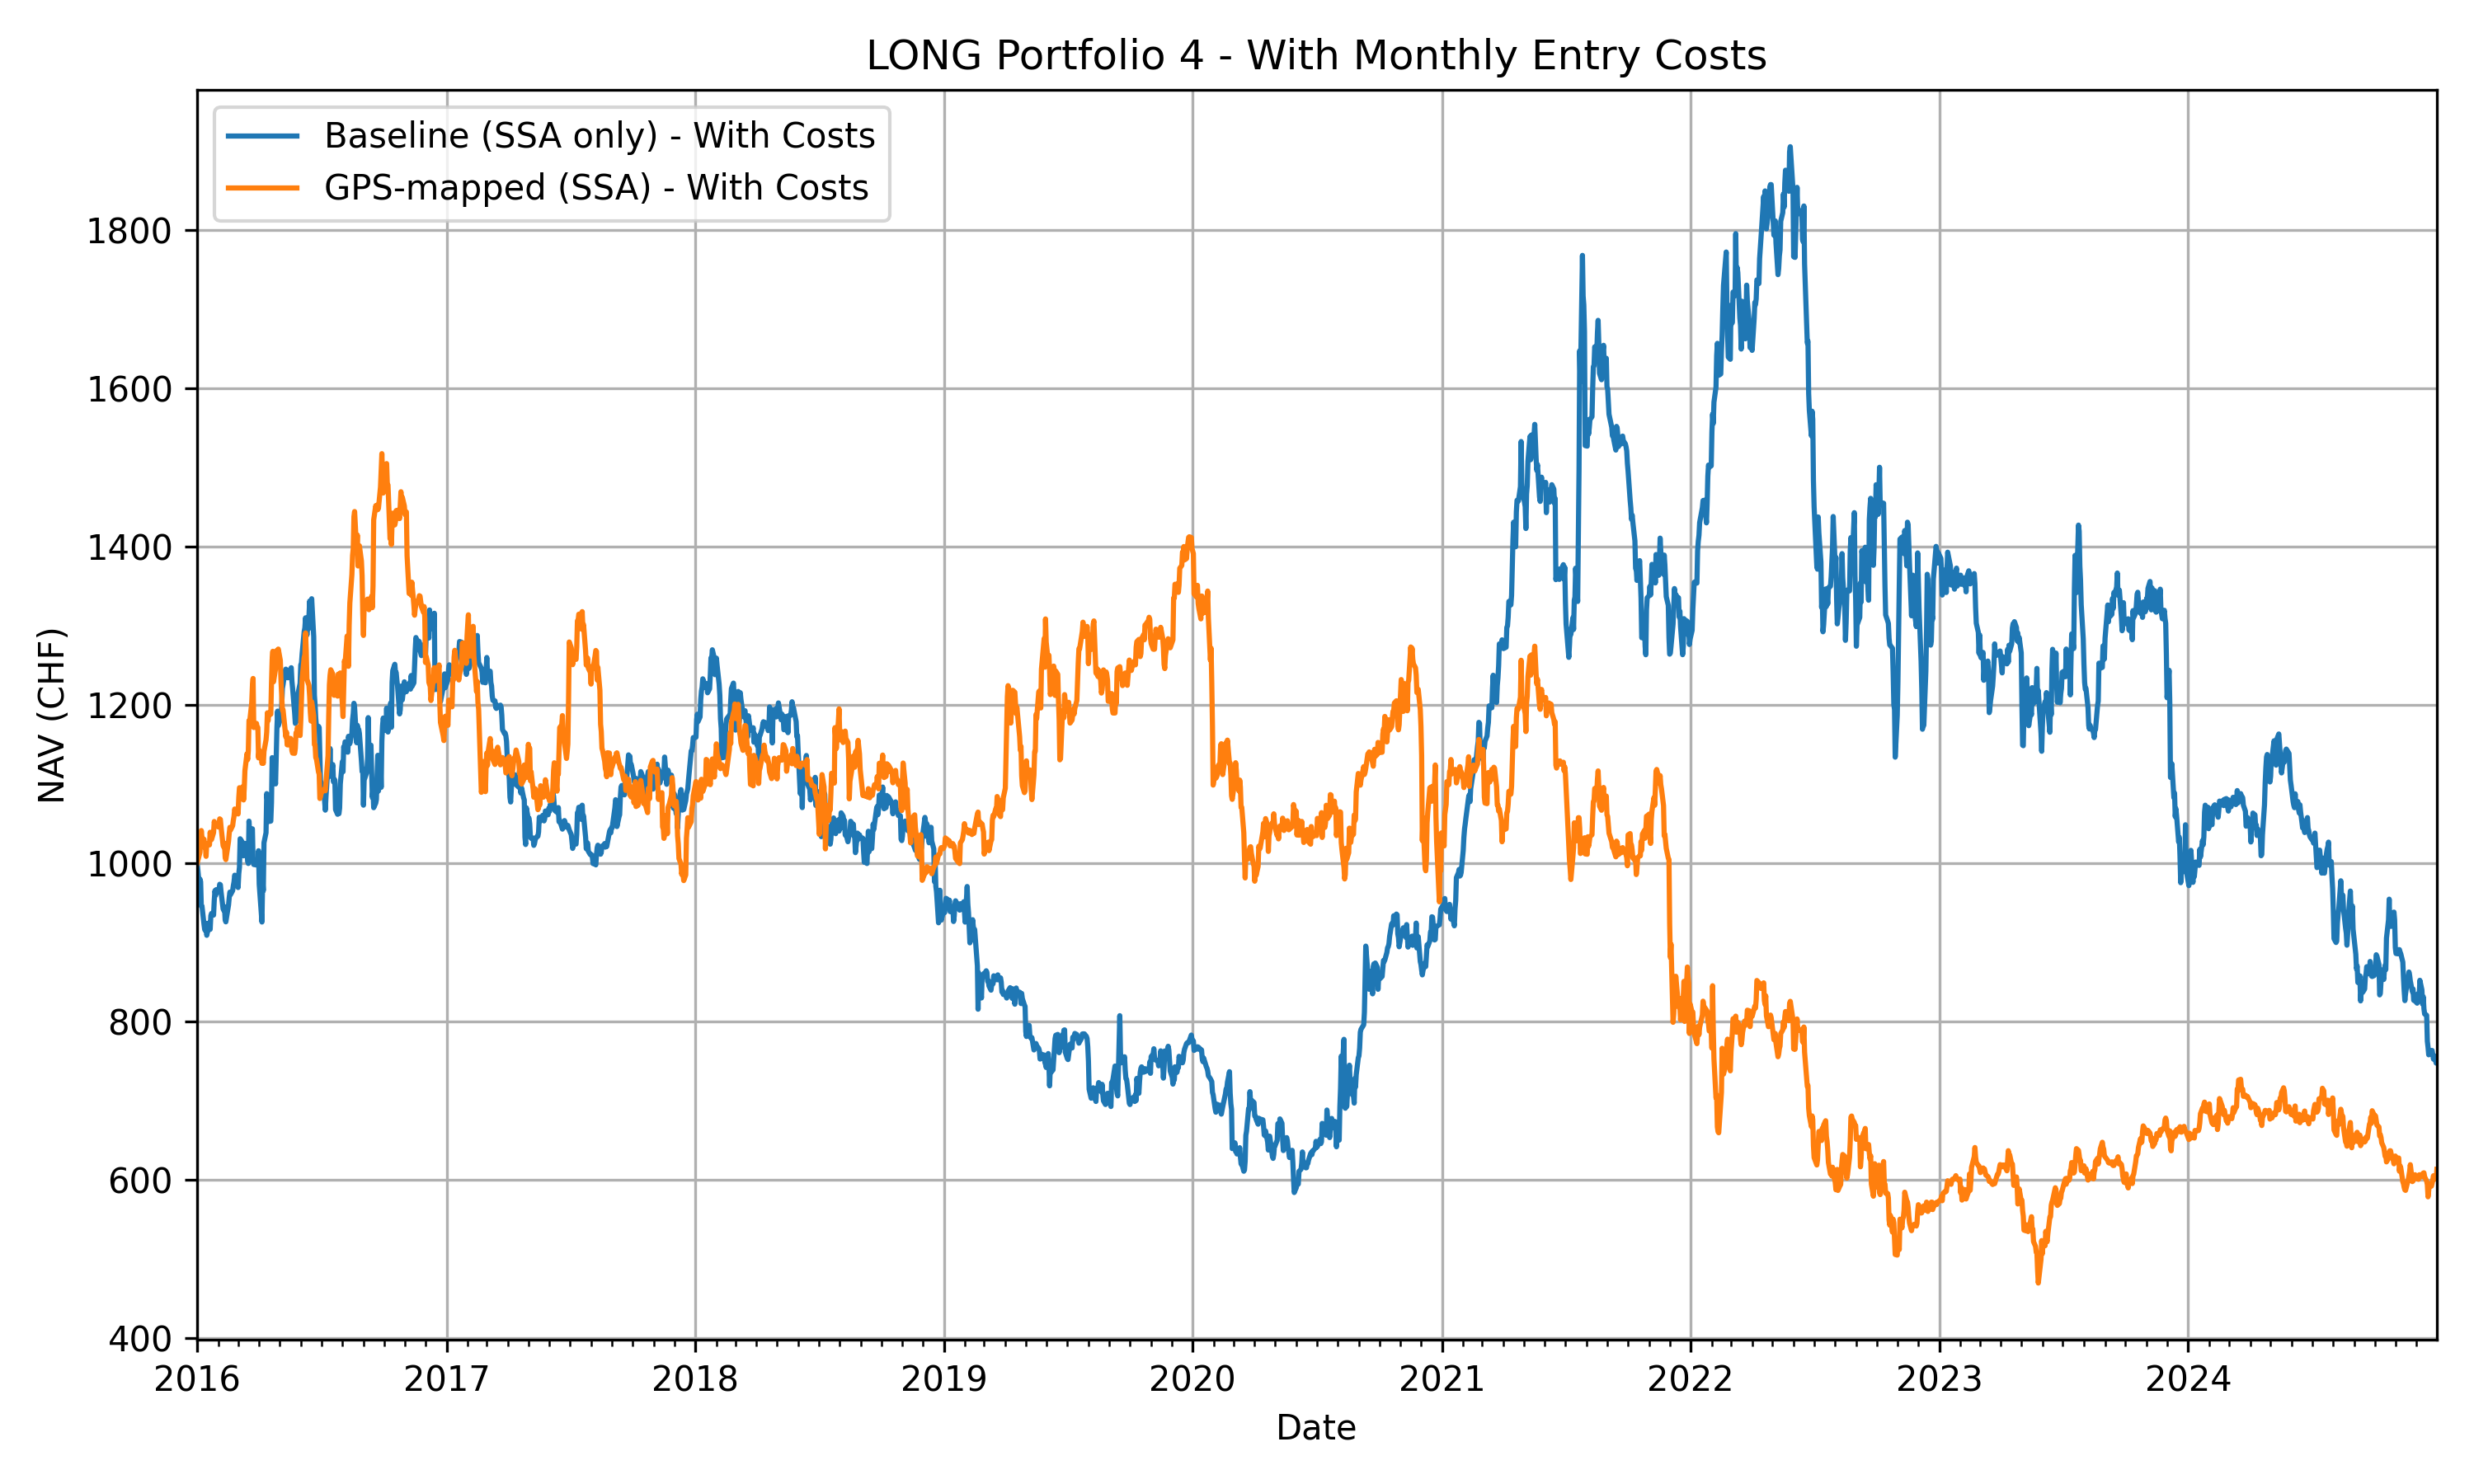 LONG Portfolio 4 - With Monthly Entry Costs
Baseline (SSA only) - With Costs
GPS-mapped (SSA) - With Costs
NAV (CHF)
1800
1600
1400
1200
1000
800
600
400
2016 2017 2018 2019 2020 2021 2022 2023 2024
Date